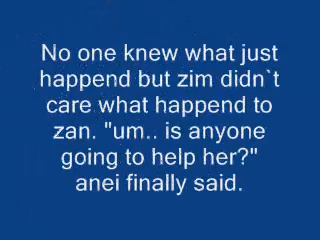 No one knew what just
happend but zim didn`t
care what happend to
zan. "um.. is anyone
going to help her?"
anei finally said.